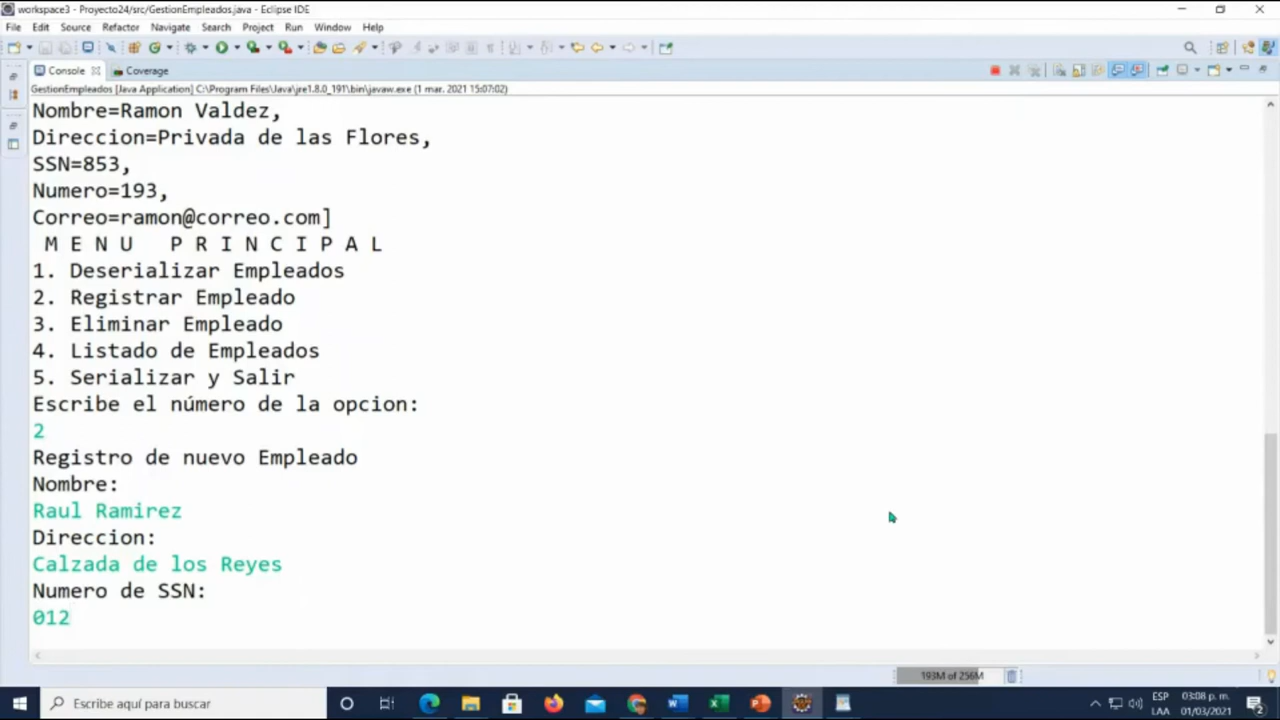 workspace3 - Proyecto24/src/GestionEmpleados.java - Eclipse IDE
File Edit Source Refactor Navigate Search Project Run Window Help
Console Coverage
GestionEmpleados [Java Application] C:\Program Files\Java\jre1.8.0_191\bin\javaw.exe (1 mar. 2021 15:07:02)
Nombre=Ramon Valdez,
Direccion=Privada de las Flores,
SSN=853,
Numero=193,
Correo=ramon@correo.com]
M E N U   P R I N C I P A L
1. Deserializar Empleados
2. Registrar Empleado
3. Eliminar Empleado
4. Listado de Empleados
5. Serializar y Salir
Escribe el número de la opcion:
2
Registro de nuevo Empleado
Nombre:
Raul Ramirez
Direccion:
Calzada de los Reyes
Numero de SSN:
012
193M of 256M
Escribe aquí para buscar
ESP 03:08 p. m.
LAA 01/03/2021
2